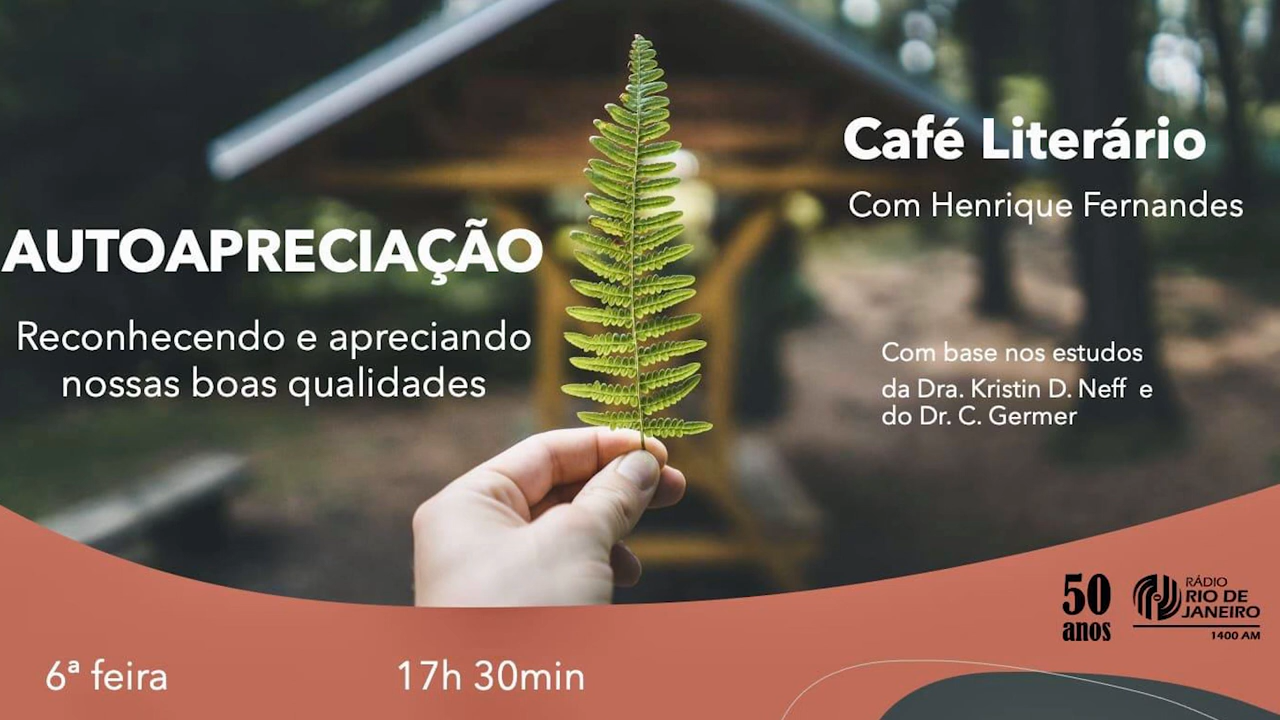 AUTOAPRECIAÇÃO
Reconhecendo e apreciando
nossas boas qualidades
Café Literário
Com Henrique Fernandes
Com base nos estudos
da Dra. Kristin D. Neff e
do Dr. C. Germer
50
anos
RÁDIO
RIO DE
JANEIRO
1400 AM
6ª feira
17h 30min